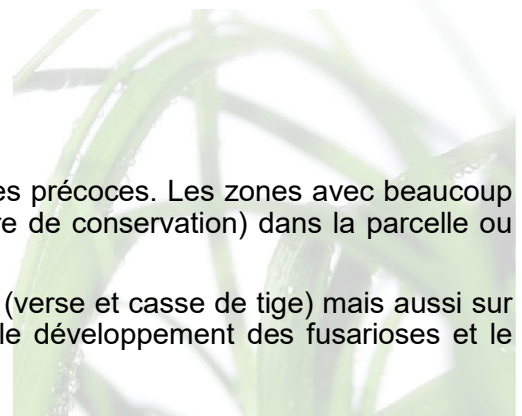 es précoces. Les zones avec beaucoup
re de conservation) dans la parcelle ou
(verse et casse de tige) mais aussi sur
le développement des fusarioses et le